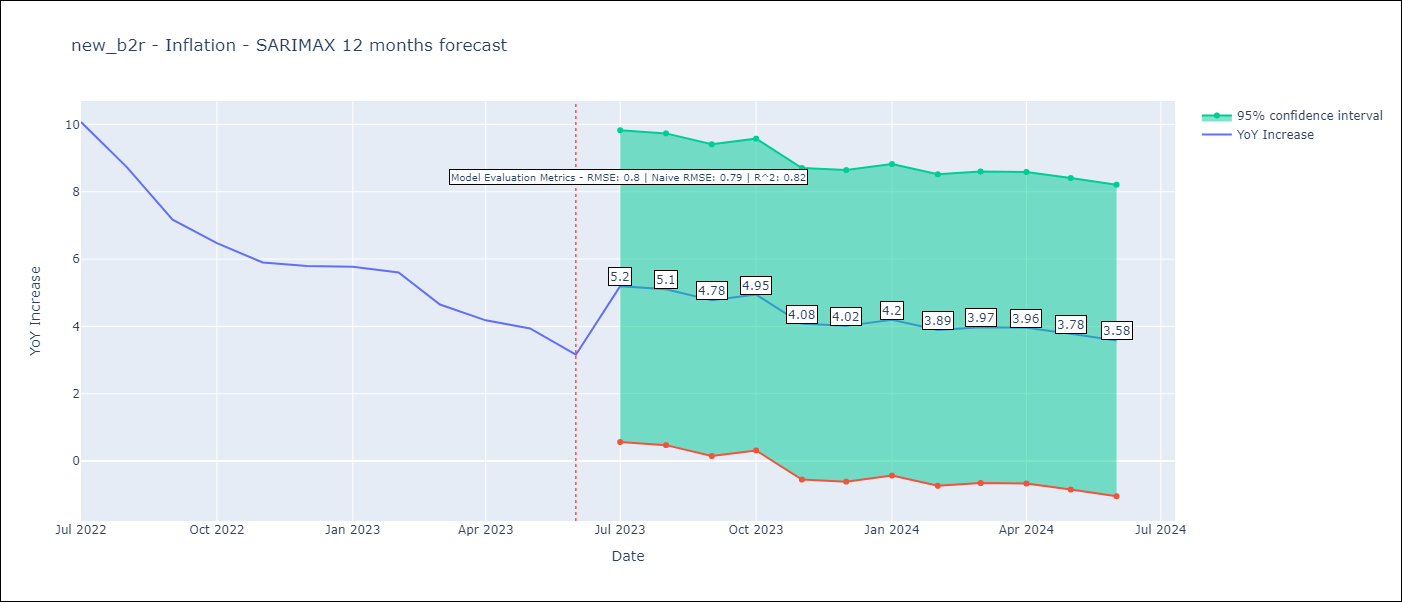 new_b2r - Inflation - SARIMAX 12 months forecast
95% confidence interval
YoY Increase
Model Evaluation Metrics - RMSE: 0.8 | Naive RMSE: 0.79 | R^2: 0.82
YoY Increase
10
8
6
4
2
0
5.2
5.1
4.78
4.95
4.08
4.02
4.2
3.89
3.97
3.96
3.78
3.58
Jul 2022
Oct 2022
Jan 2023
Apr 2023
Jul 2023
Oct 2023
Jan 2024
Apr 2024
Jul 2024
Date